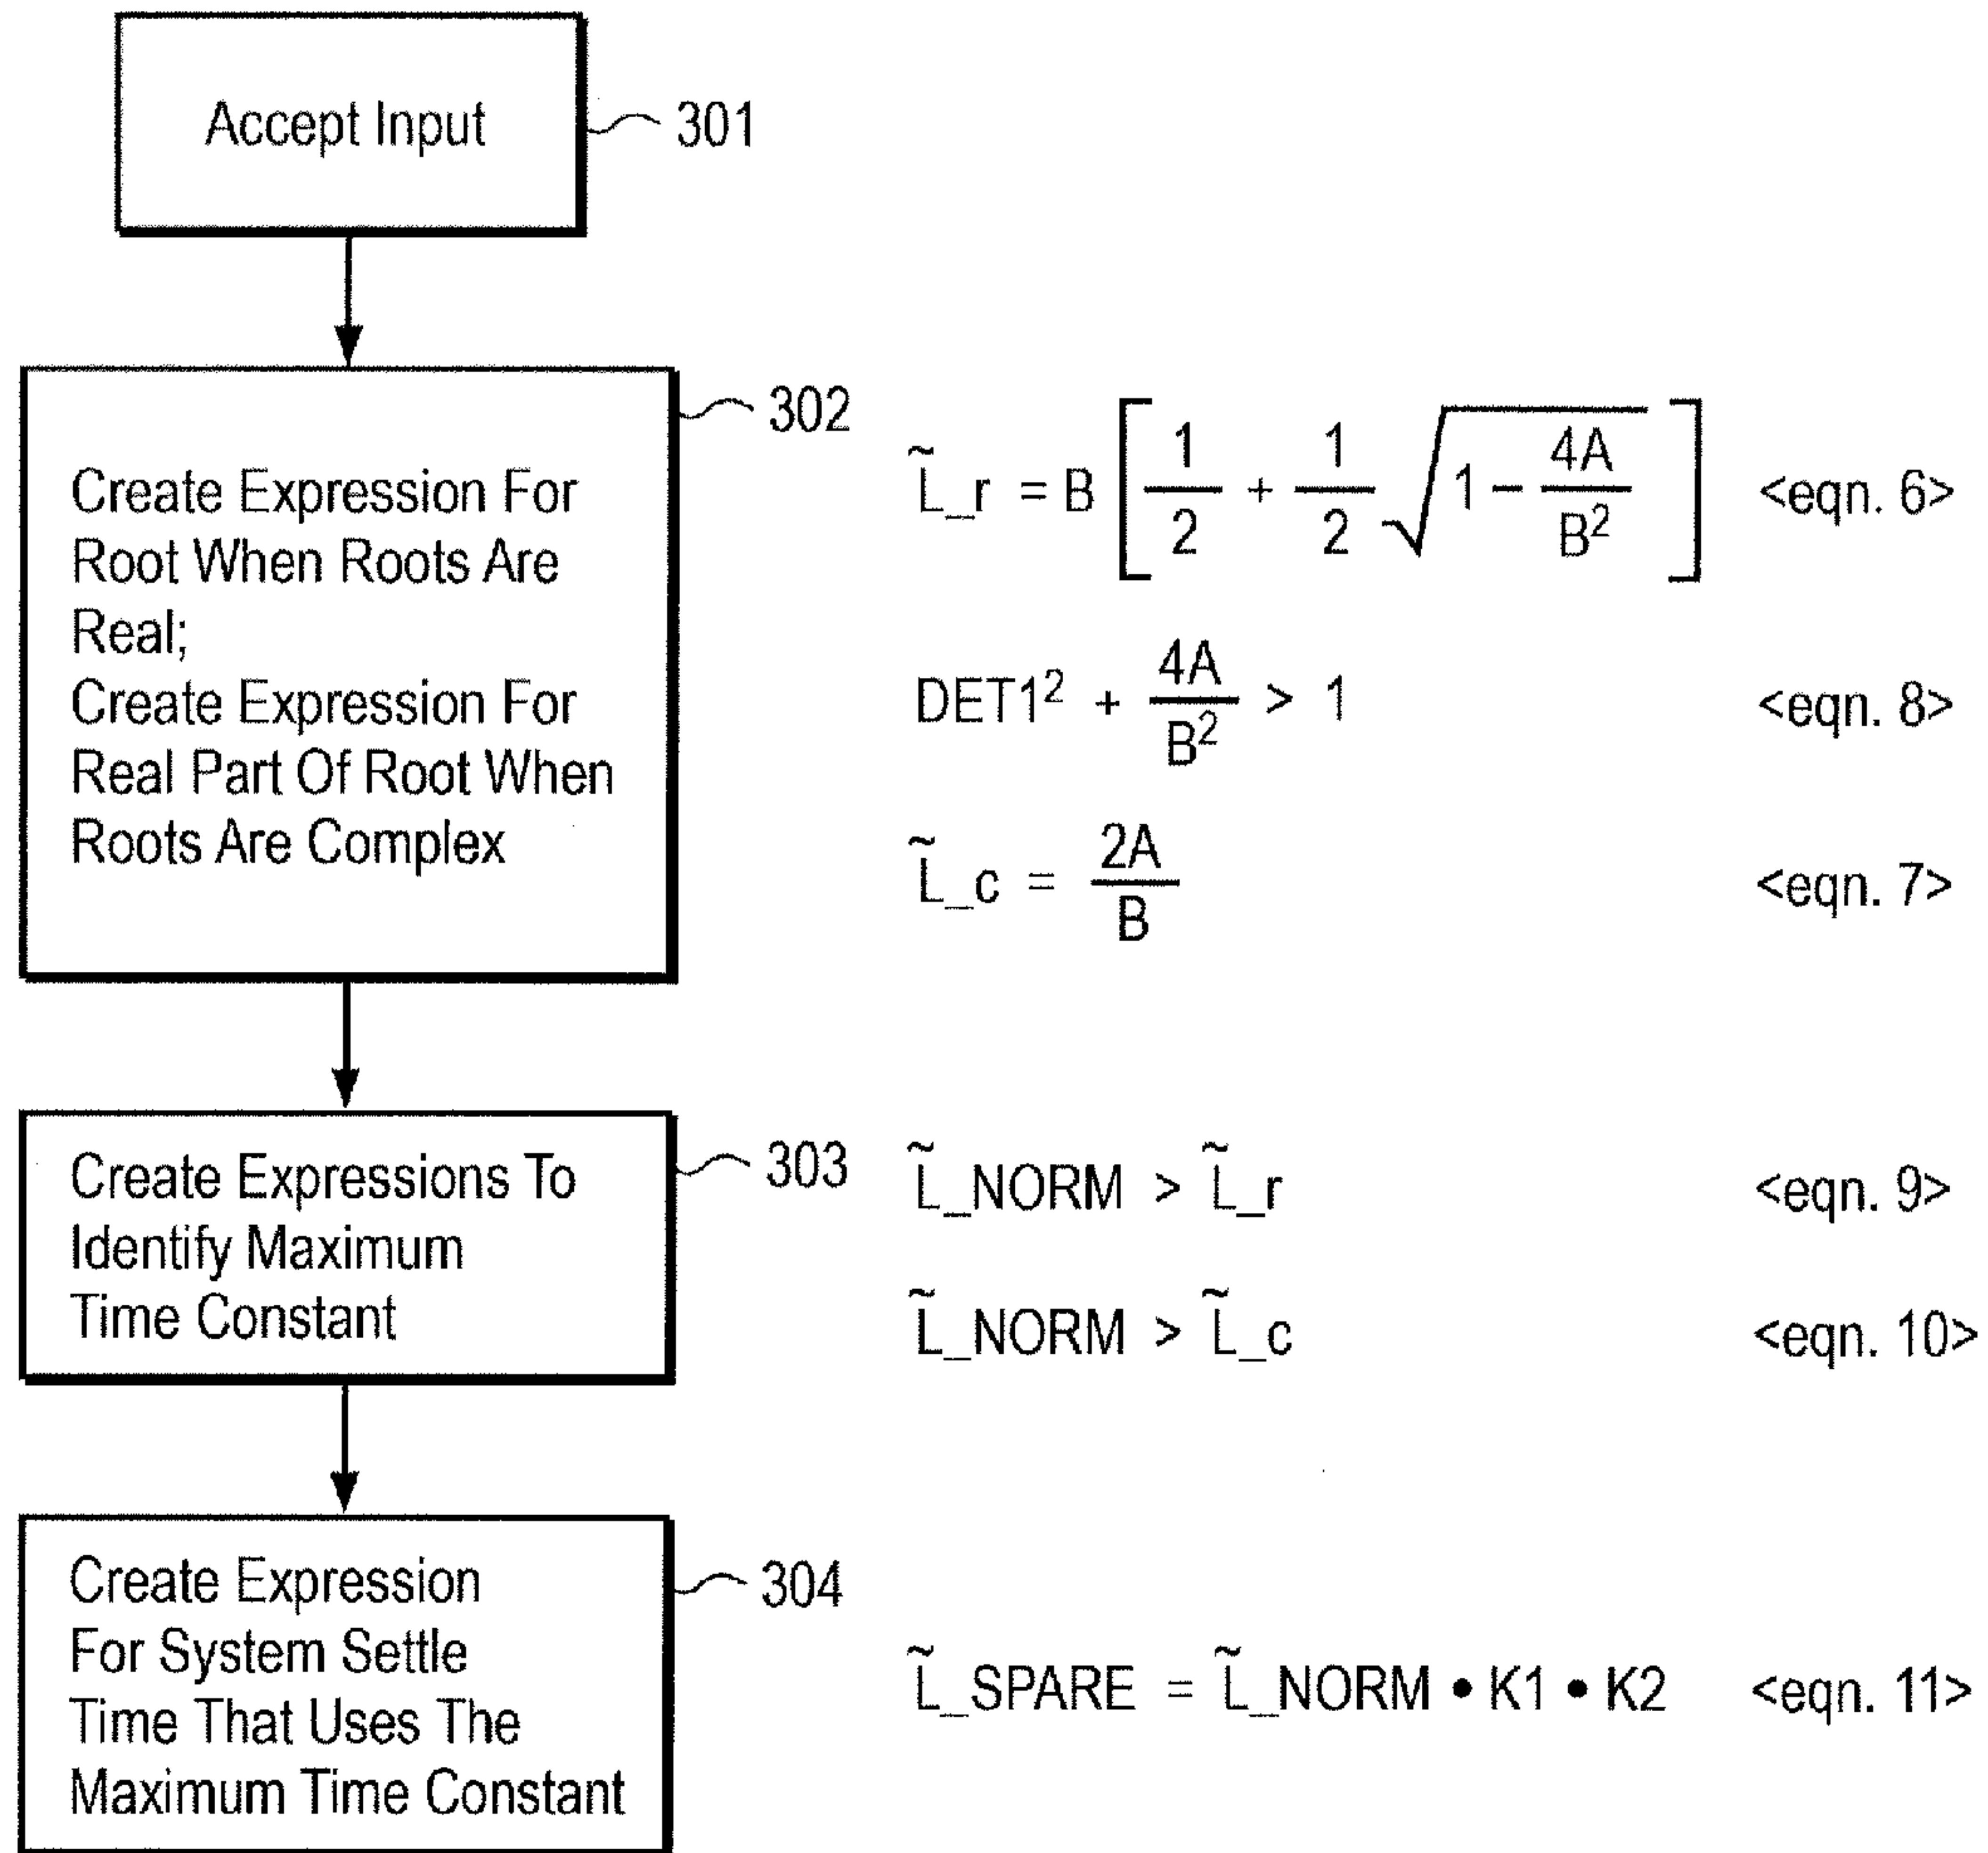 Accept Input
301
302
Create Expression For
Root When Roots Are
Real;
Create Expression For
Real Part Of Root When
Roots Are Complex
L̃_r = B [ 1/2 + 1/2 √(1 − 4A/B²) ] <eqn. 6>
DET1² + 4A/B² > 1 <eqn. 8>
L̃_c = 2A/B <eqn. 7>
303
Create Expressions To
Identify Maximum
Time Constant
L̃_NORM > L̃_r <eqn. 9>
L̃_NORM > L̃_c <eqn. 10>
304
Create Expression
For System Settle
Time That Uses The
Maximum Time Constant
L̃_SPARE = L̃_NORM • K1 • K2 <eqn. 11>